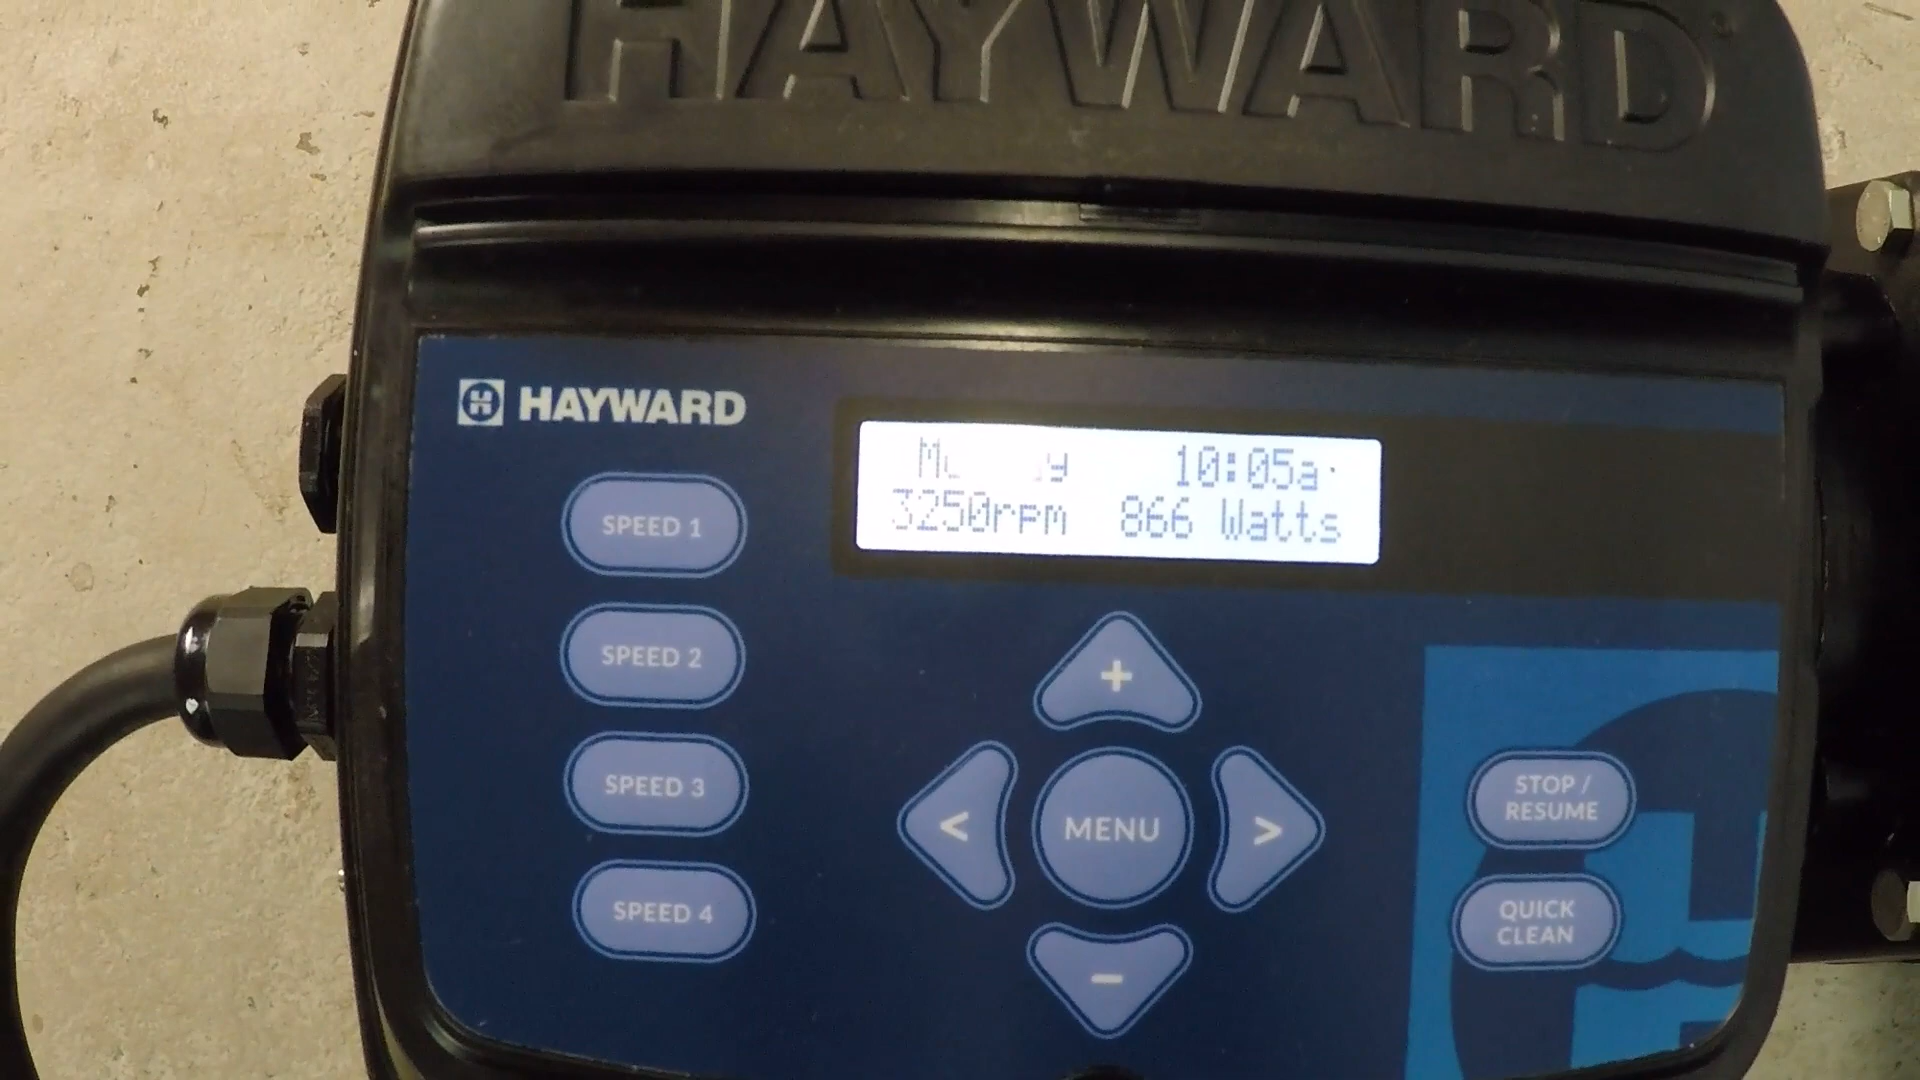 HAYWARD
HAYWARD
10:05a
3250rpm 866 Watts
SPEED 1
SPEED 2
SPEED 3
SPEED 4
+
< MENU >
-
STOP /
RESUME
QUICK
CLEAN